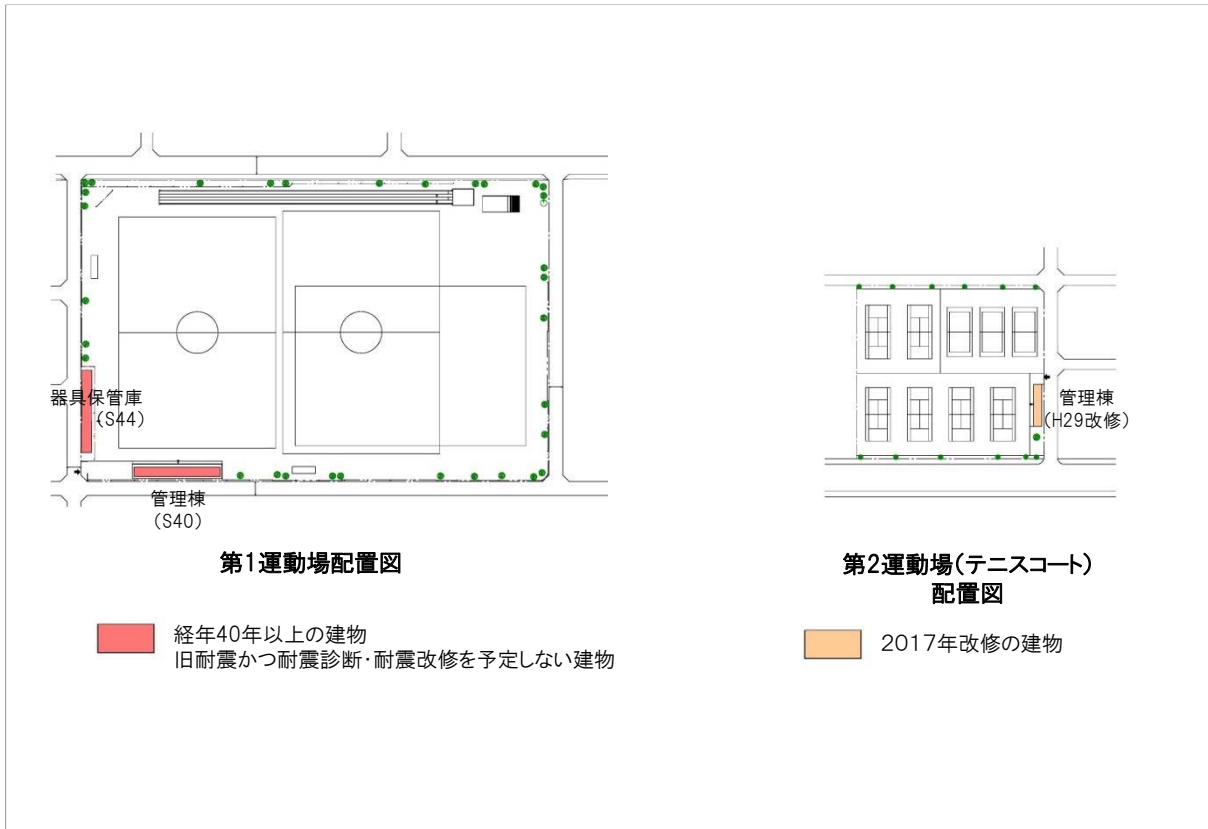 器具保管庫
(S44)
管理棟
(S40)
第1運動場配置図
経年40年以上の建物
旧耐震かつ耐震診断・耐震改修を予定しない建物
管理棟
(H29改修)
第2運動場(テニスコート)
配置図
2017年改修の建物